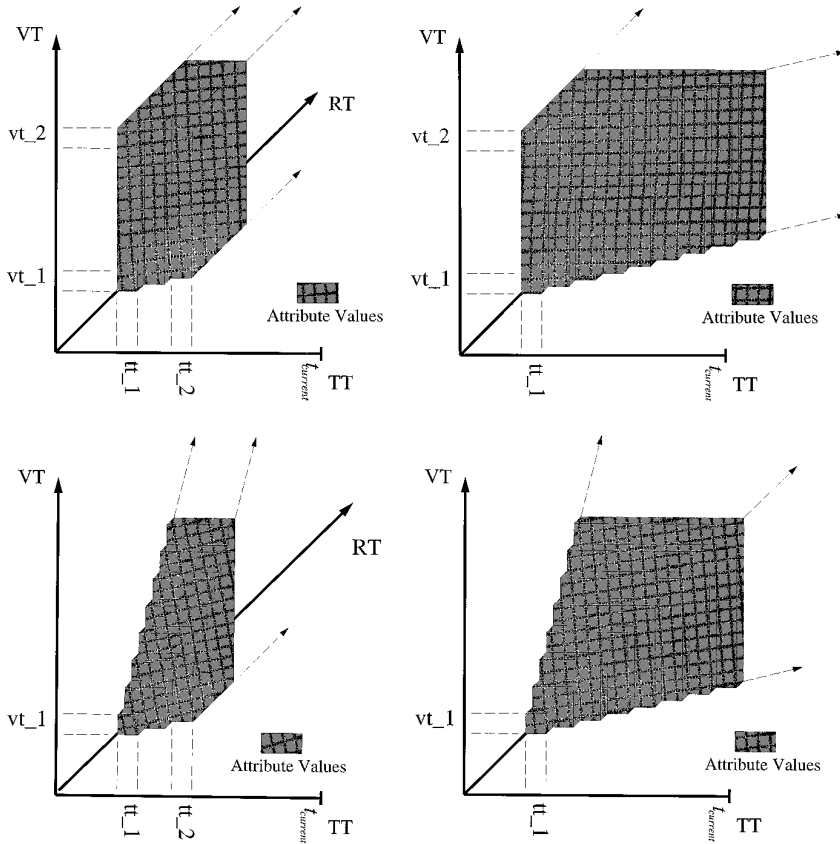 VT
vt_2
vt_1
RT
Attribute Values
tt_1
tt_2
t_current
TT
VT
vt_2
vt_1
Attribute Values
tt_1
t_current
TT
VT
vt_1
RT
Attribute Values
tt_1
tt_2
t_current
TT
VT
vt_1
Attribute Values
tt_1
t_current
TT